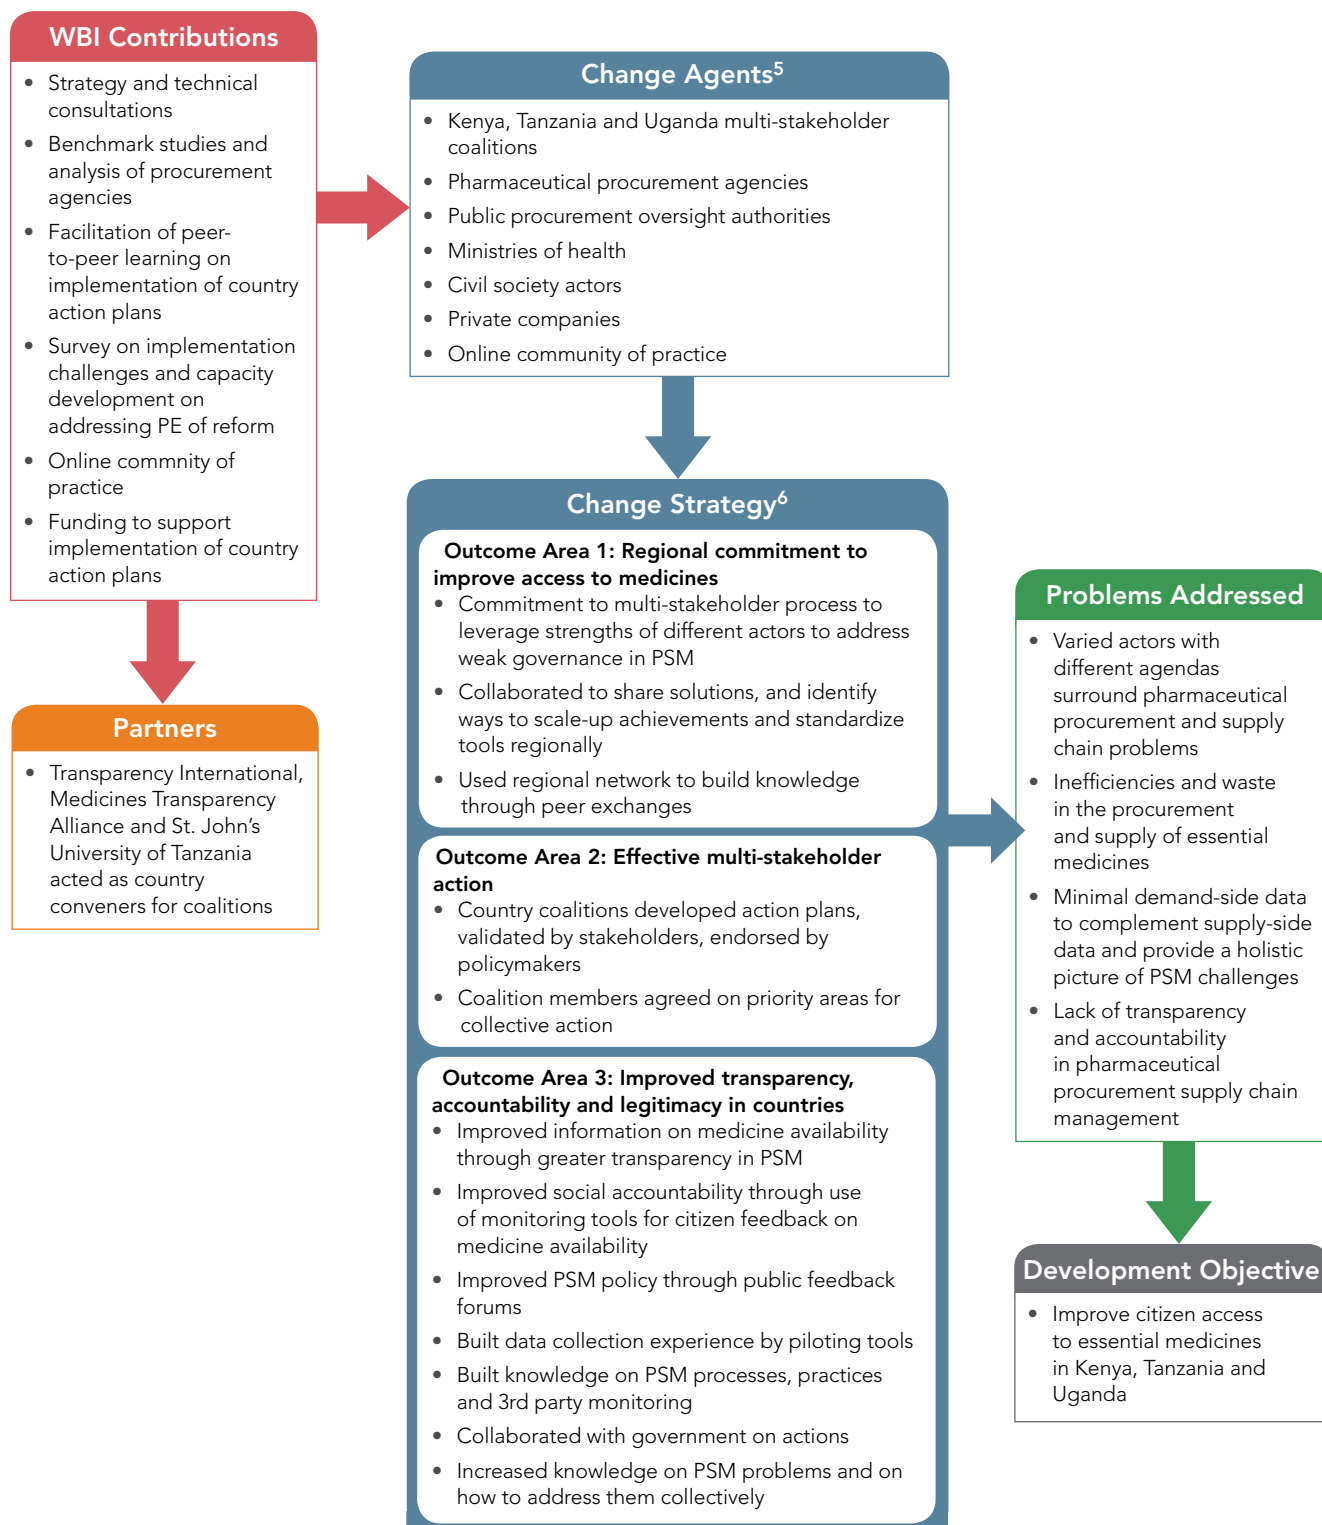 WBI Contributions
• Strategy and technical
consultations
• Benchmark studies and
analysis of procurement
agencies
• Facilitation of peer-
to-peer learning on
implementation of country
action plans
• Survey on implementation
challenges and capacity
development on
addressing PE of reform
• Online commnity of
practice
• Funding to support
implementation of country
action plans
Partners
• Transparency International,
Medicines Transparency
Alliance and St. John’s
University of Tanzania
acted as country
conveners for coalitions
Change Agents⁵
• Kenya, Tanzania and Uganda multi-stakeholder
coalitions
• Pharmaceutical procurement agencies
• Public procurement oversight authorities
• Ministries of health
• Civil society actors
• Private companies
• Online community of practice
Change Strategy⁶
Outcome Area 1: Regional commitment to
improve access to medicines
• Commitment to multi-stakeholder process to
leverage strengths of different actors to address
weak governance in PSM
• Collaborated to share solutions, and identify
ways to scale-up achievements and standardize
tools regionally
• Used regional network to build knowledge
through peer exchanges
Outcome Area 2: Effective multi-stakeholder
action
• Country coalitions developed action plans,
validated by stakeholders, endorsed by
policymakers
• Coalition members agreed on priority areas for
collective action
Outcome Area 3: Improved transparency,
accountability and legitimacy in countries
• Improved information on medicine availability
through greater transparency in PSM
• Improved social accountability through use
of monitoring tools for citizen feedback on
medicine availability
• Improved PSM policy through public feedback
forums
• Built data collection experience by piloting tools
• Built knowledge on PSM processes, practices
and 3rd party monitoring
• Collaborated with government on actions
• Increased knowledge on PSM problems and on
how to address them collectively
Problems Addressed
• Varied actors with
different agendas
surround pharmaceutical
procurement and supply
chain problems
• Inefficiencies and waste
in the procurement
and supply of essential
medicines
• Minimal demand-side data
to complement supply-side
data and provide a holistic
picture of PSM challenges
• Lack of transparency
and accountability
in pharmaceutical
procurement supply chain
management
Development Objective
• Improve citizen access
to essential medicines
in Kenya, Tanzania and
Uganda